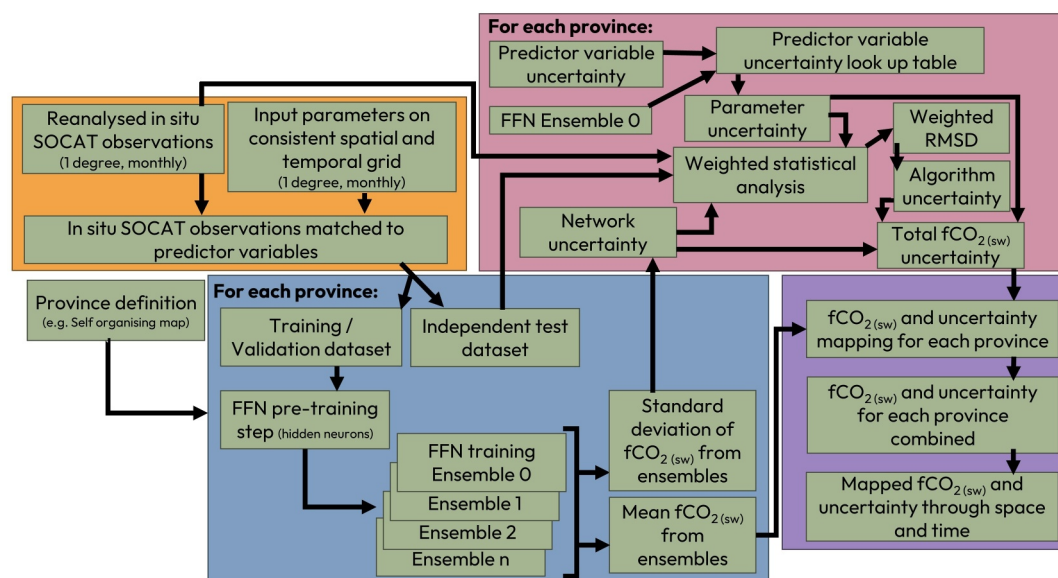 For each province:
Predictor variable
uncertainty
Predictor variable
uncertainty look up table
FFN Ensemble 0
Parameter
uncertainty
Weighted
RMSD
Weighted statistical
analysis
Algorithm
uncertainty
Network
uncertainty
Total fCO2 (sw)
uncertainty
Reanalysed in situ
SOCAT observations
(1 degree, monthly)
Input parameters on
consistent spatial and
temporal grid
(1 degree, monthly)
In situ SOCAT observations matched to
predictor variables
Province definition
(e.g. Self organising map)
For each province:
Training /
Validation dataset
Independent test
dataset
FFN pre-training
step (hidden neurons)
FFN training
Ensemble 0
Ensemble 1
Ensemble 2
Ensemble n
Standard
deviation of
fCO2 (sw) from
ensembles
Mean fCO2 (sw)
from
ensembles
fCO2 (sw) and uncertainty
mapping for each province
fCO2 (sw) and uncertainty
for each province
combined
Mapped fCO2 (sw) and
uncertainty through space
and time